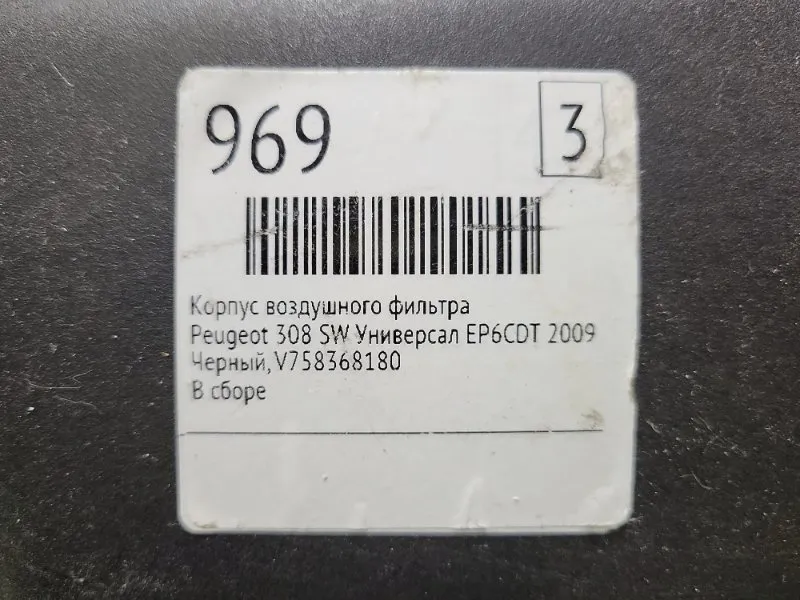 969
3
Корпус воздушного фильтра
Peugeot 308 SW Универсал EP6CDT 2009
Черный,V758368180
В сборе